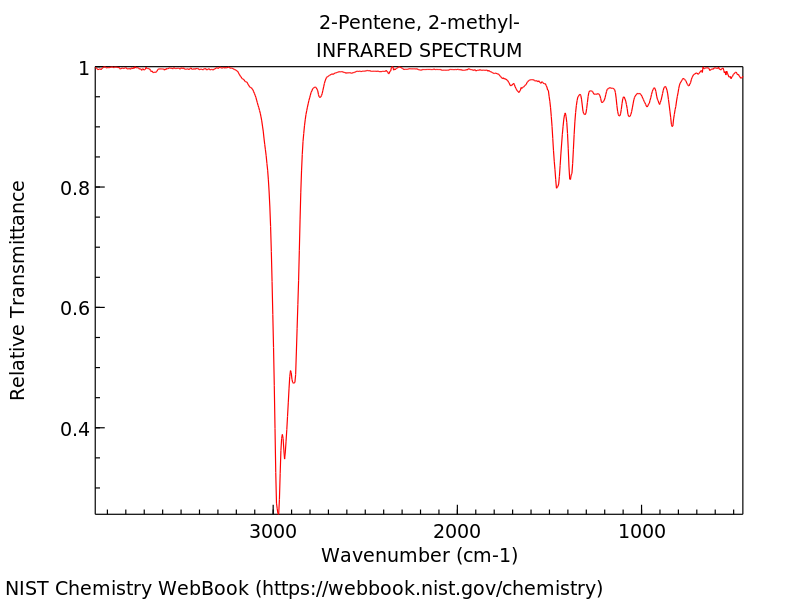 2-Pentene, 2-methyl-
INFRARED SPECTRUM
1
0.8
0.6
0.4
Relative Transmittance
3000 2000 1000
Wavenumber (cm-1)
NIST Chemistry WebBook (https://webbook.nist.gov/chemistry)